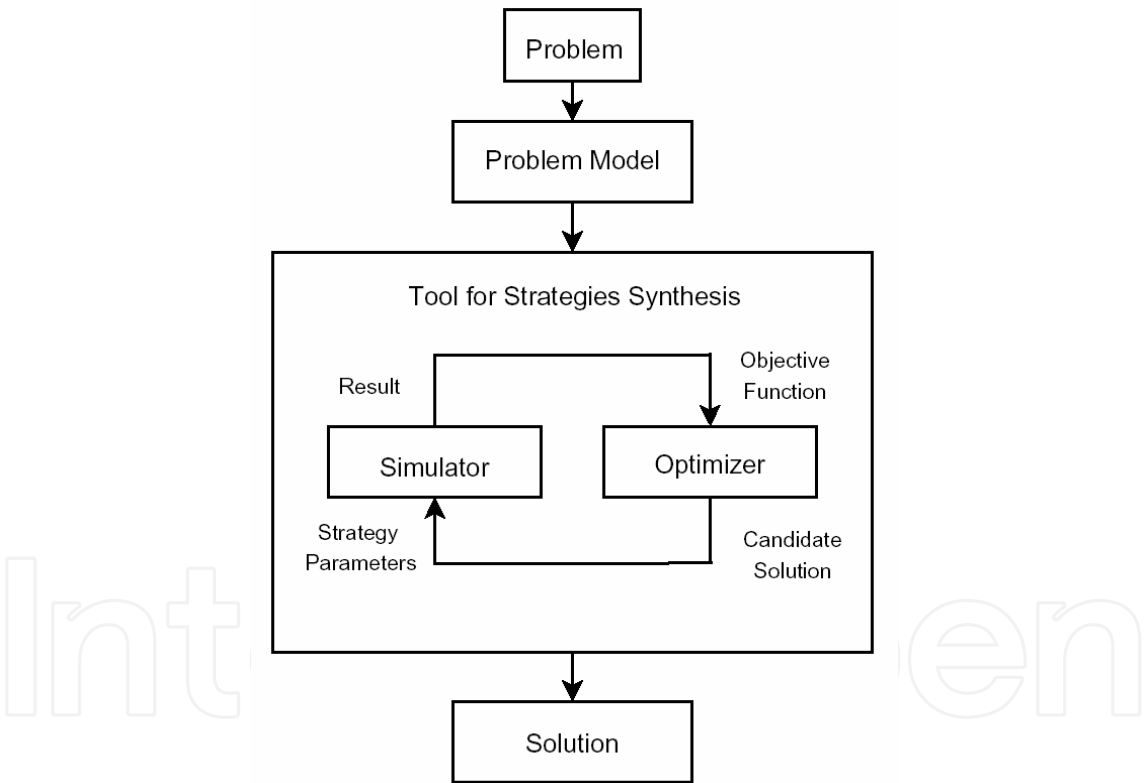 Problem
Problem Model
Tool for Strategies Synthesis
Result
Objective
Function
Simulator
Optimizer
Strategy
Parameters
Candidate
Solution
Solution